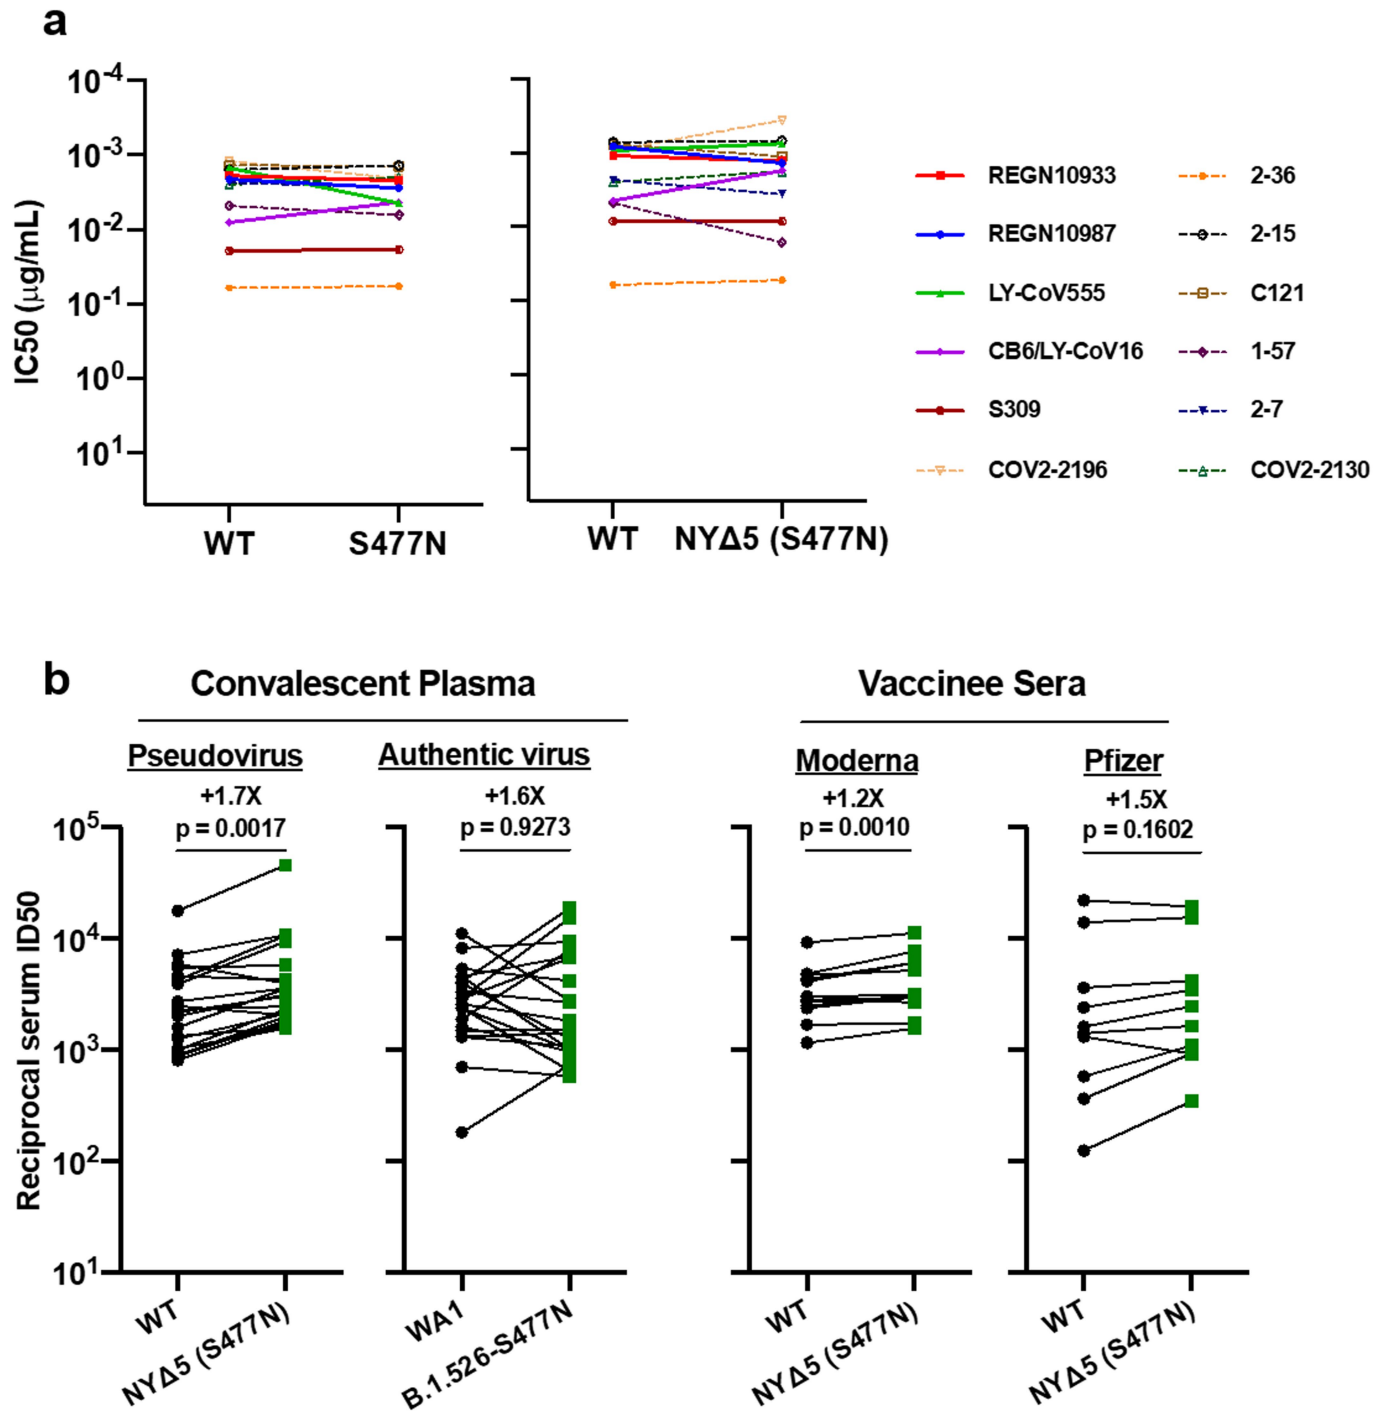 a
10-4
10-3
10-2
10-1
100
101
IC50 (µg/mL)
WT
S477N
WT
NYΔ5 (S477N)
REGN10933
REGN10987
LY-CoV555
CB6/LY-CoV16
S309
COV2-2196
2-36
2-15
C121
1-57
2-7
COV2-2130
b
Convalescent Plasma
Vaccinee Sera
Pseudovirus
+1.7X
p = 0.0017
Authentic virus
+1.6X
p = 0.9273
Moderna
+1.2X
p = 0.0010
Pfizer
+1.5X
p = 0.1602
105
104
103
102
101
Reciprocal serum ID50
WT
NYΔ5 (S477N)
WA1
B.1.526-S477N
WT
NYΔ5 (S477N)
WT
NYΔ5 (S477N)